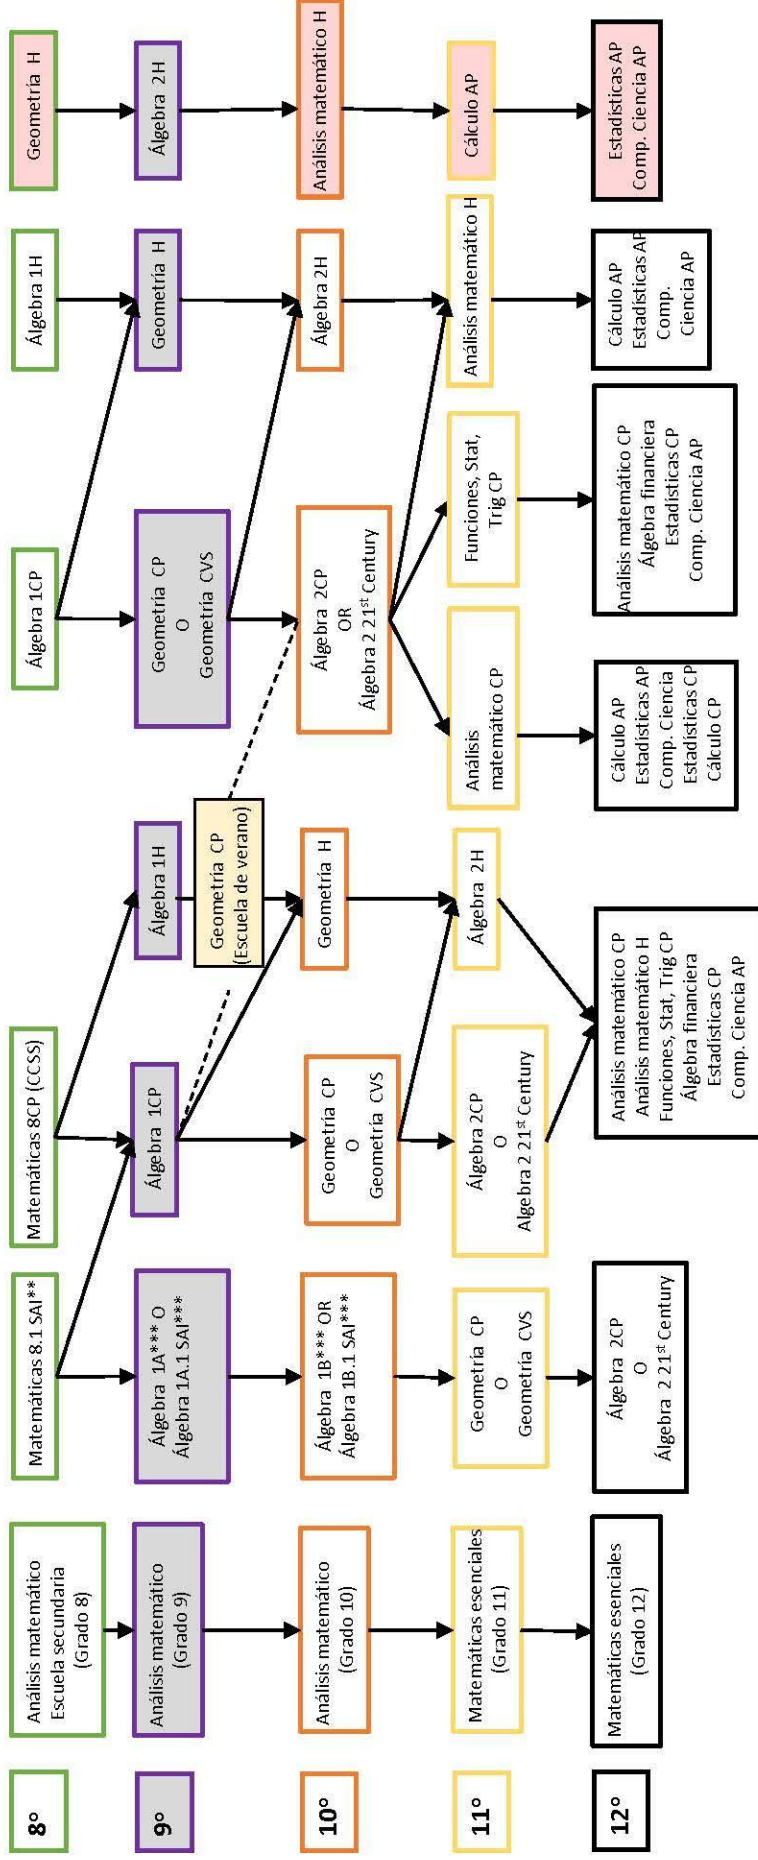 8º
Análisis matemático
Escuela secundaria
(Grado 8)
Matemáticas 8.1 SAI**
Matemáticas 8CP (CCSS)
Álgebra 1CP
Álgebra 1H
Geometría H
9º
Análisis matemático
(Grado 9)
Álgebra 1A*** O
Álgebra 1A.1 SAI***
Álgebra 1CP
Álgebra 1H
Geometría CP
O
Geometría CVS
Geometría H
Álgebra 2H
Geometría CP
(Escuela de verano)
10º
Análisis matemático
(Grado 10)
Álgebra 1B*** OR
Álgebra 1B.1 SAI***
Geometría CP
O
Geometría CVS
Geometría H
Álgebra 2CP
OR
Álgebra 2 21st Century
Álgebra 2H
Análisis matemático H
11º
Matemáticas esenciales
(Grado 11)
Geometría CP
O
Geometría CVS
Álgebra 2CP
O
Algebra 2 21st Century
Álgebra 2H
Análisis
matemático CP
Funciones, Stat,
Trig CP
Análisis matemático H
Cálculo AP
12º
Matemáticas esenciales
(Grado 12)
Álgebra 2CP
O
Álgebra 2 21st Century
Análisis matemático CP
Análisis matemático H
Funciones, Stat, Trig CP
Álgebra financiera
Estadísticas CP
Comp. Ciencia AP
Cálculo AP
Estadísticas AP
Comp. Ciencia
Estadísticas CP
Cálculo CP
Análisis matemático CP
Álgebra financiera
Estadísticas CP
Comp. Ciencia AP
Cálculo AP
Estadísticas AP
Comp.
Ciencia AP
Estadísticas AP
Comp. Ciencia AP